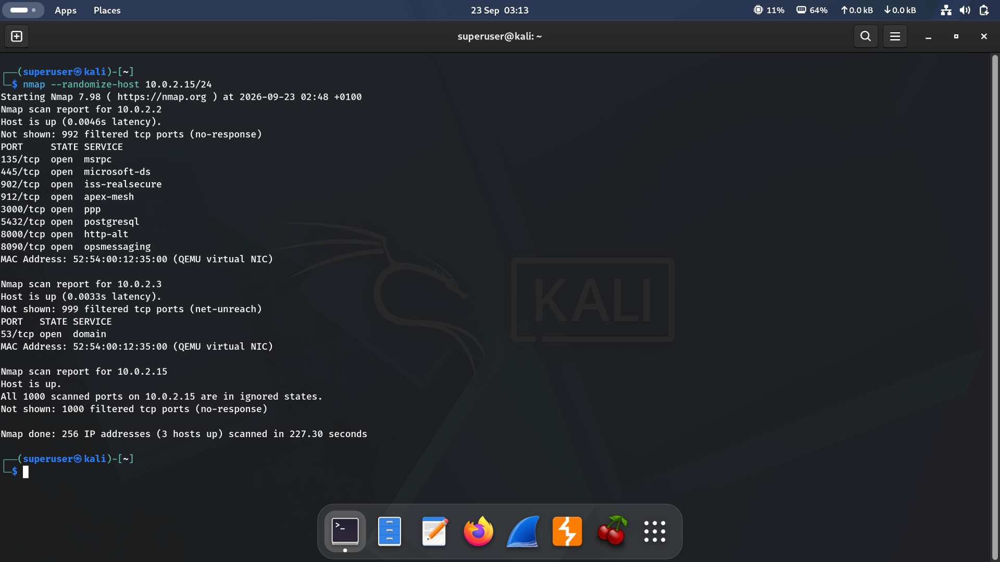 Apps Places 23 Sep 03:13 11% 64% ↑0.0 kB ↓0.0 kB
superuser@kali: ~
┌──(superuser㉿kali)-[~]
└─$ nmap --randomize-host 10.0.2.15/24
Starting Nmap 7.98 ( https://nmap.org ) at 2026-09-23 02:48 +0100
Nmap scan report for 10.0.2.2
Host is up (0.0046s latency).
Not shown: 992 filtered tcp ports (no-response)
PORT     STATE SERVICE
135/tcp  open  msrpc
445/tcp  open  microsoft-ds
902/tcp  open  iss-realsecure
912/tcp  open  apex-mesh
3000/tcp open  ppp
5432/tcp open  postgresql
8000/tcp open  http-alt
8090/tcp open  opsmessaging
MAC Address: 52:54:00:12:35:00 (QEMU virtual NIC)
Nmap scan report for 10.0.2.3
Host is up (0.0033s latency).
Not shown: 999 filtered tcp ports (net-unreach)
PORT   STATE SERVICE
53/tcp open  domain
MAC Address: 52:54:00:12:35:00 (QEMU virtual NIC)
Nmap scan report for 10.0.2.15
Host is up.
All 1000 scanned ports on 10.0.2.15 are in ignored states.
Not shown: 1000 filtered tcp ports (no-response)
Nmap done: 256 IP addresses (3 hosts up) scanned in 227.30 seconds
┌──(superuser㉿kali)-[~]
└─$
KALI